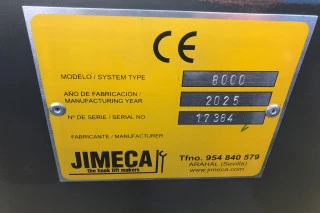 CE
MODELO / SYSTEM TYPE 8000
AÑO DE FABRICACION /
MANUFACTURING YEAR 2025
Nº DE SERIE / SERIAL NO 17384
FABRICANTE / MANUFACTURER
JIMECA
the hook lift makers
Tfno. 954 840 579
ARAHAL (Sevilla)
www.jimeca.com